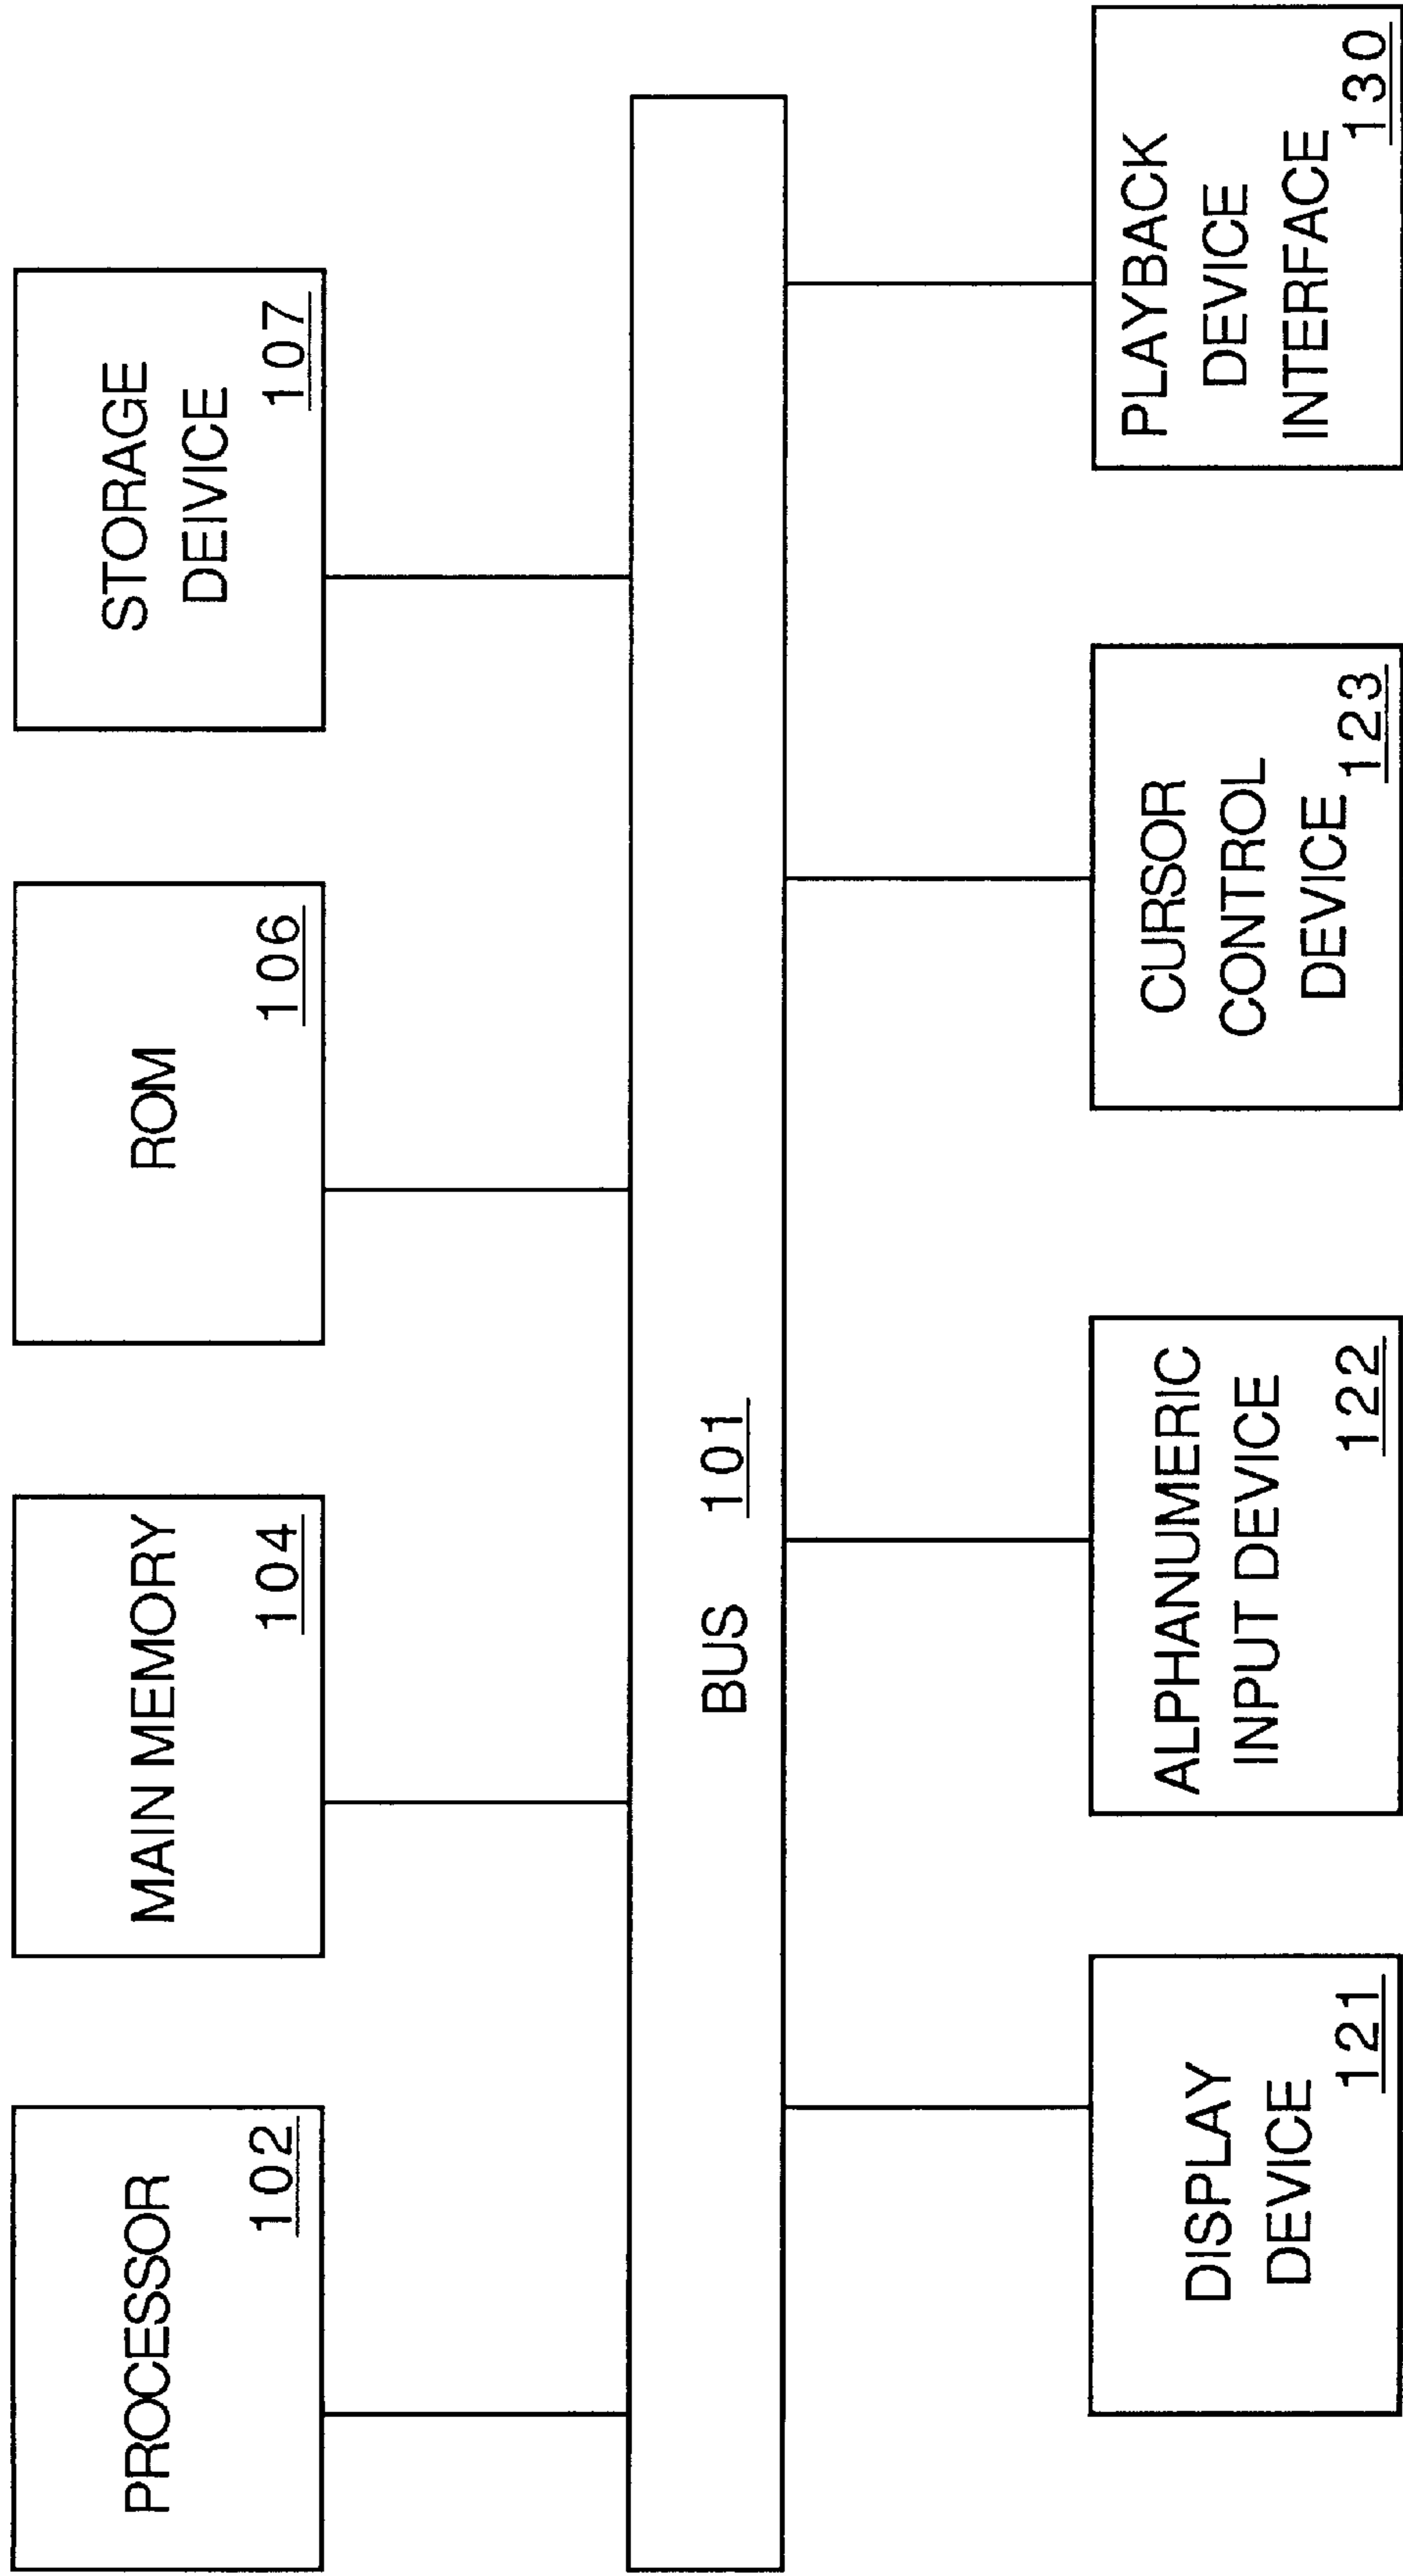 PROCESSOR
102
MAIN MEMORY
104
ROM
106
STORAGE
DEIVICE
107
BUS 101
DISPLAY
DEVICE
121
ALPHANUMERIC
INPUT DEVICE
122
CURSOR
CONTROL
DEVICE
123
PLAYBACK
DEVICE
INTERFACE
130